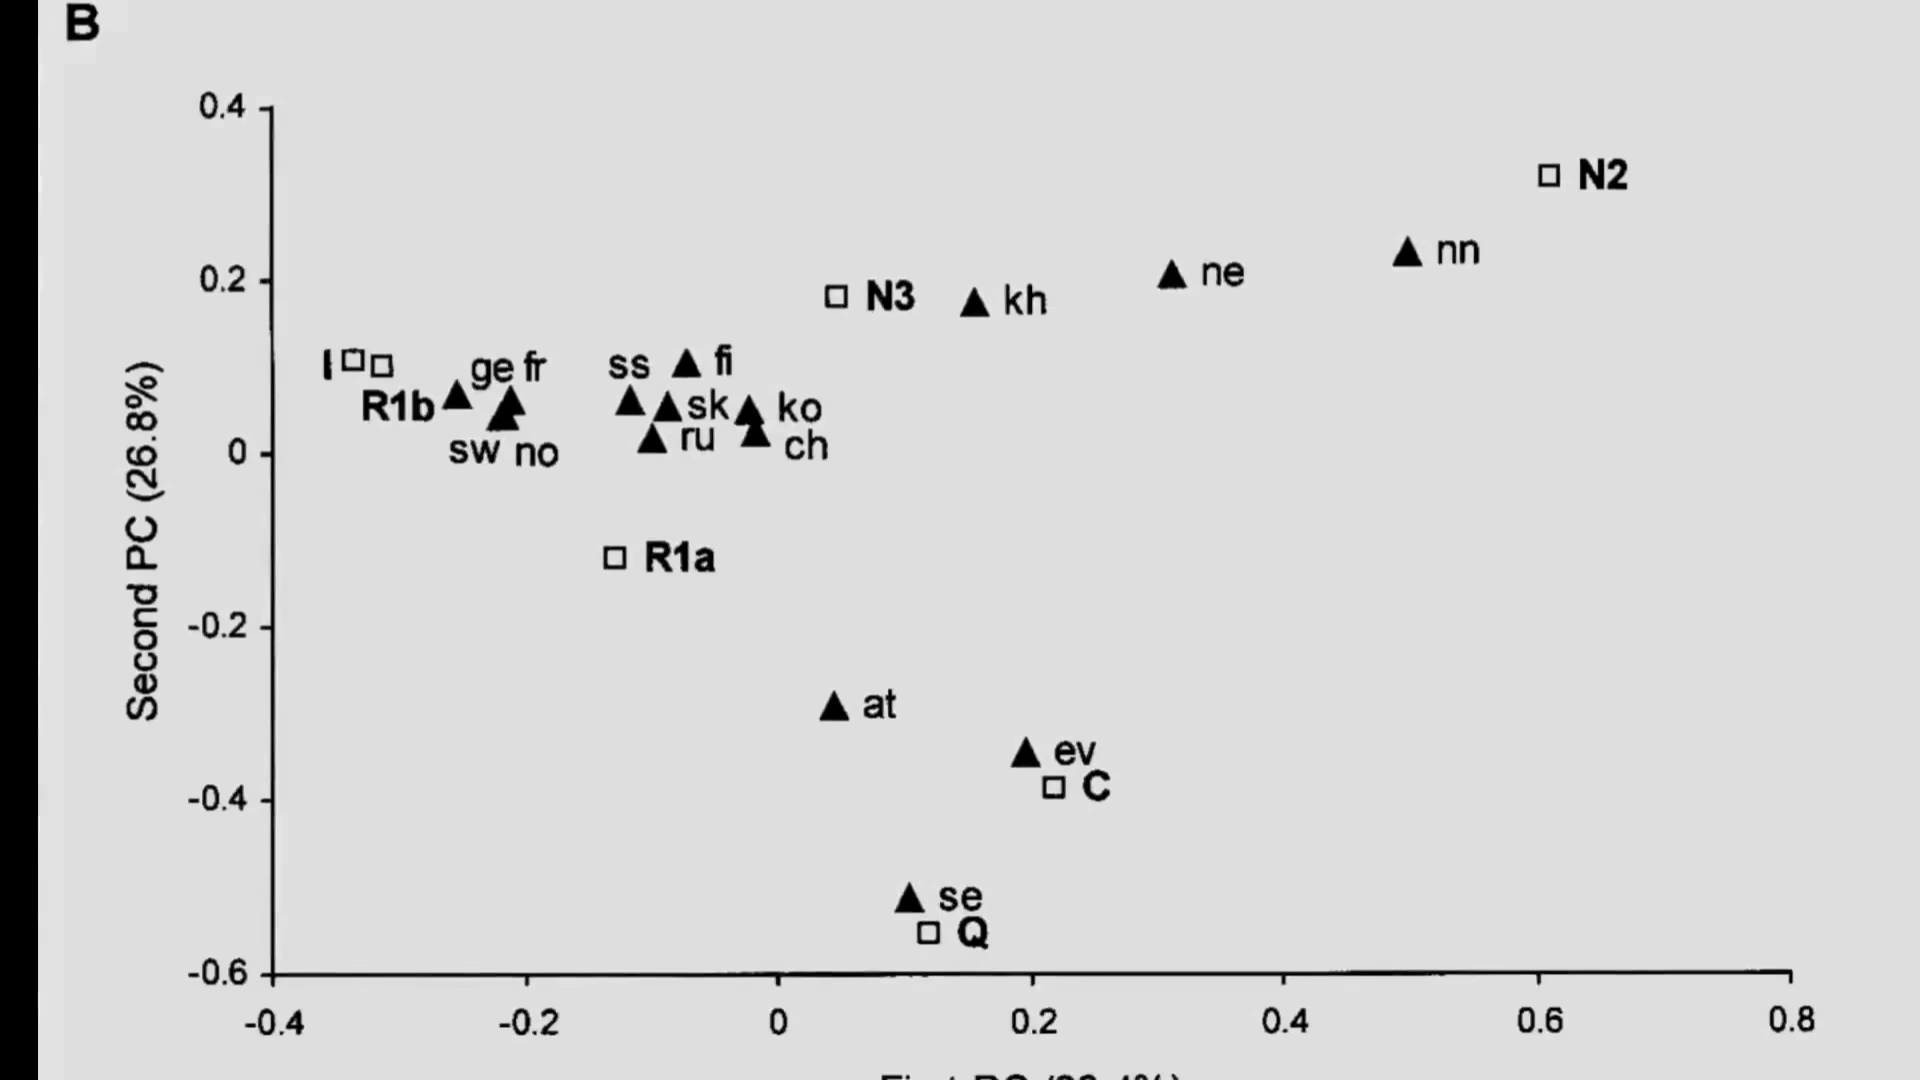 B
0.4
N2
nn
0.2
ne
N3
kh
I
ge fr
ss
fi
R1b
sk
ko
ru
ch
sw no
0
Second PC (26.8%)
R1a
-0.2
at
ev
-0.4
C
se
Q
-0.6
-0.4
-0.2
0
0.2
0.4
0.6
0.8